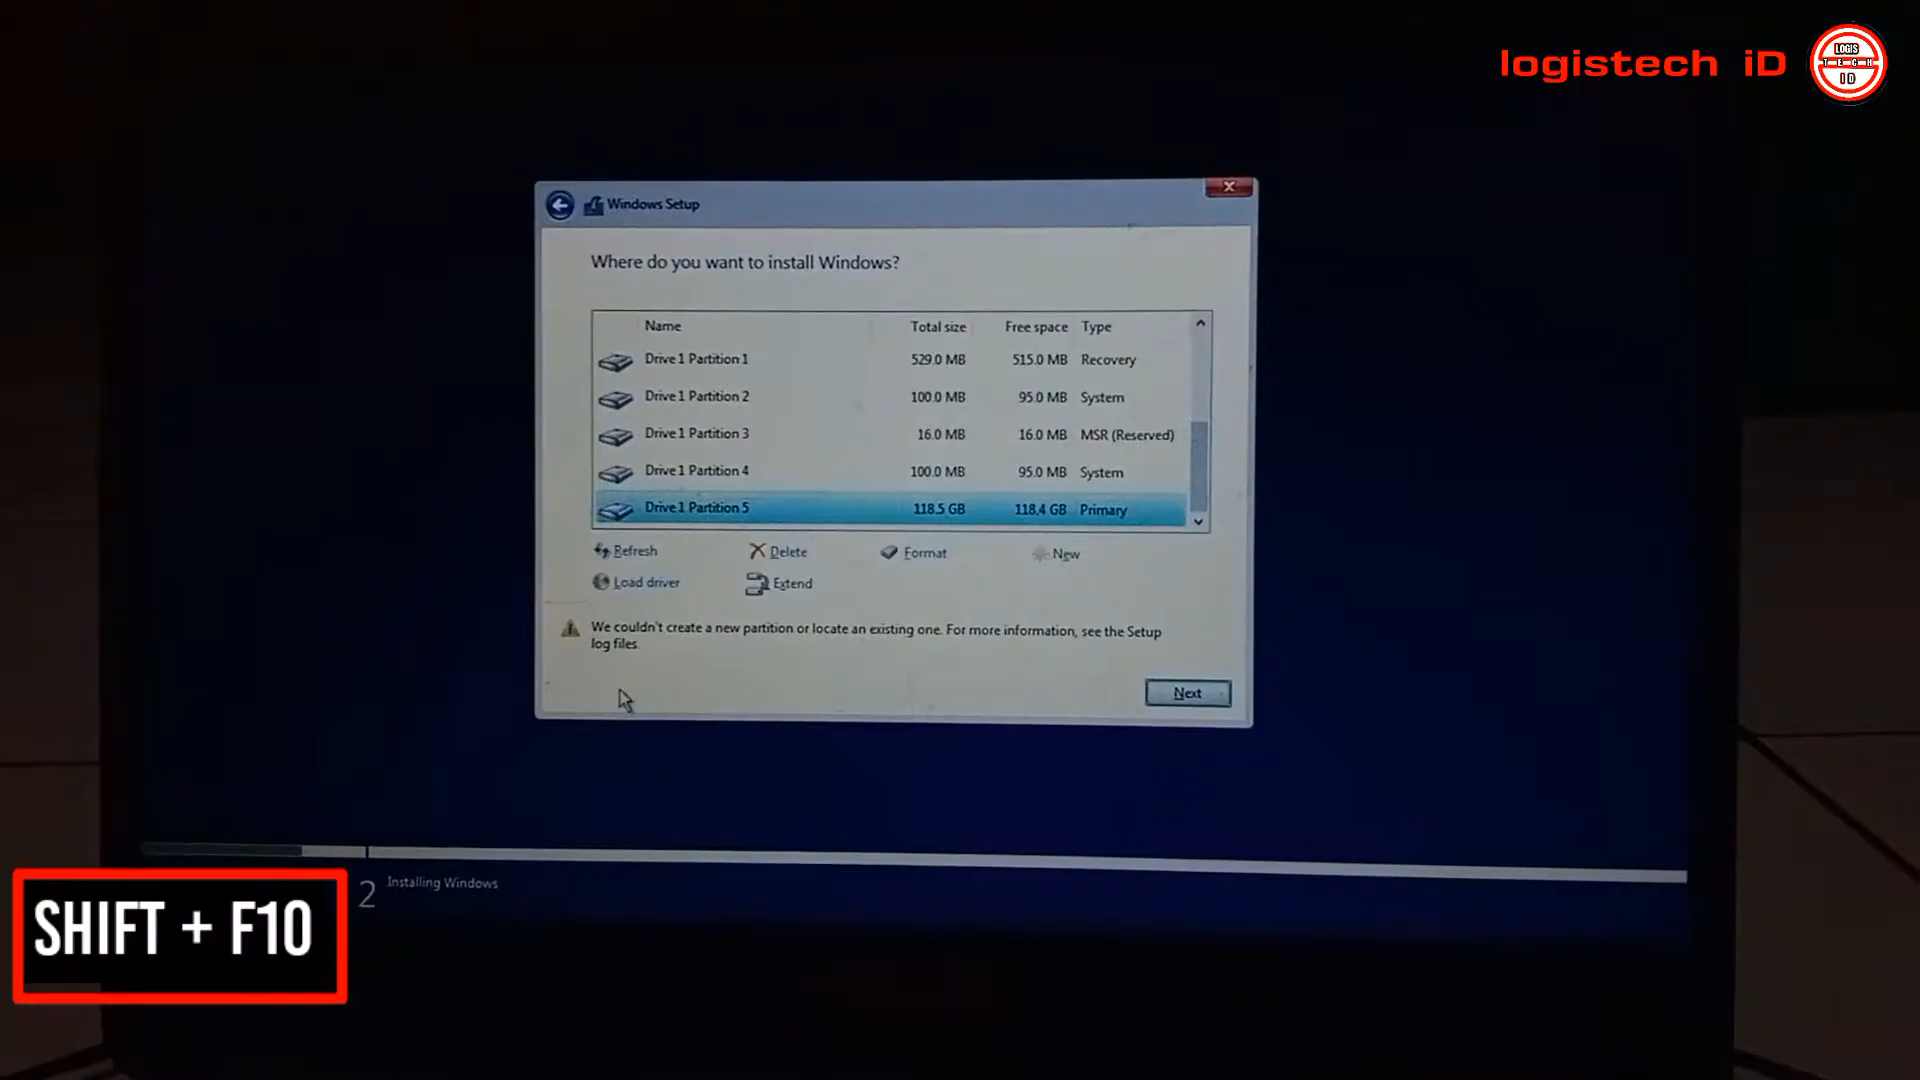 logistech iD
LOGIS
TECH
ID
Windows Setup
Where do you want to install Windows?
Name Total size Free space Type
Drive 1 Partition 1 529.0 MB 515.0 MB Recovery
Drive 1 Partition 2 100.0 MB 95.0 MB System
Drive 1 Partition 3 16.0 MB 16.0 MB MSR (Reserved)
Drive 1 Partition 4 100.0 MB 95.0 MB System
Drive 1 Partition 5 118.5 GB 118.4 GB Primary
Refresh Delete Format New
Load driver Extend
We couldn't create a new partition or locate an existing one. For more information, see the Setup
log files.
Next
2 Installing Windows
SHIFT + F10